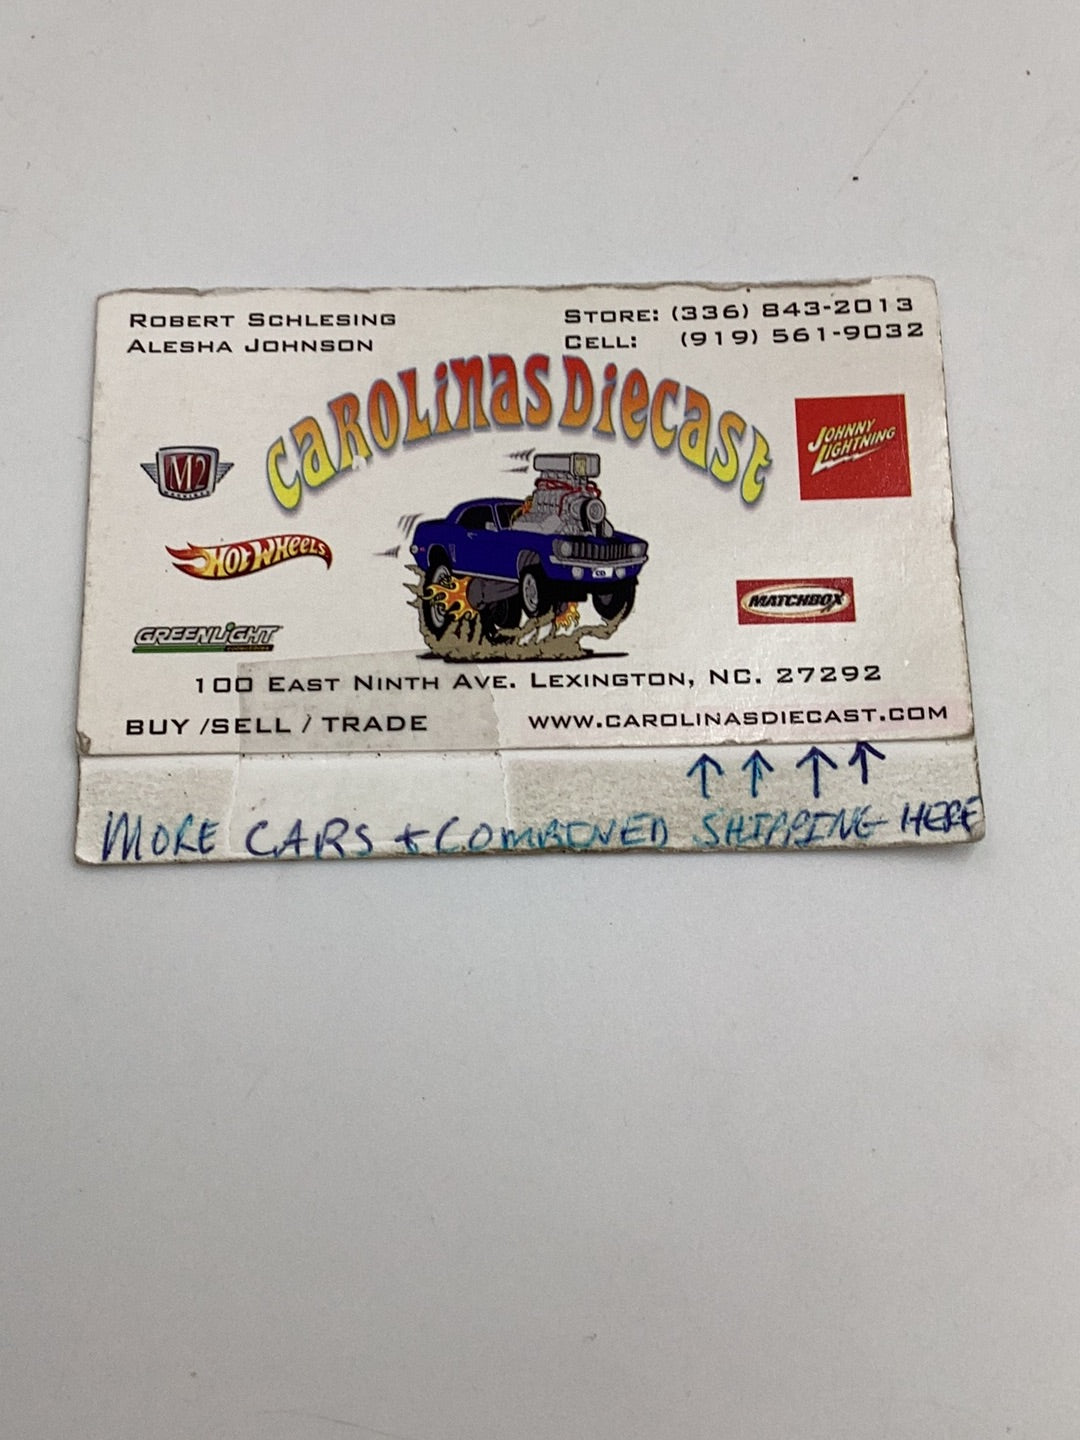 ROBERT SCHLESING
ALESHA JOHNSON
STORE: (336) 843-2013
CELL: (919) 561-9032
CAROLINAS DIECAST
M2
JOHNNY
LIGHTNING
HOT WHEELS
MATCHBOX
GREENLIGHT
100 EAST NINTH AVE. LEXINGTON, NC. 27292
BUY /SELL / TRADE
WWW.CAROLINASDIECAST.COM
↑ ↑ ↑ ↑
MORE CARS + COMBINED SHIPPING HERE